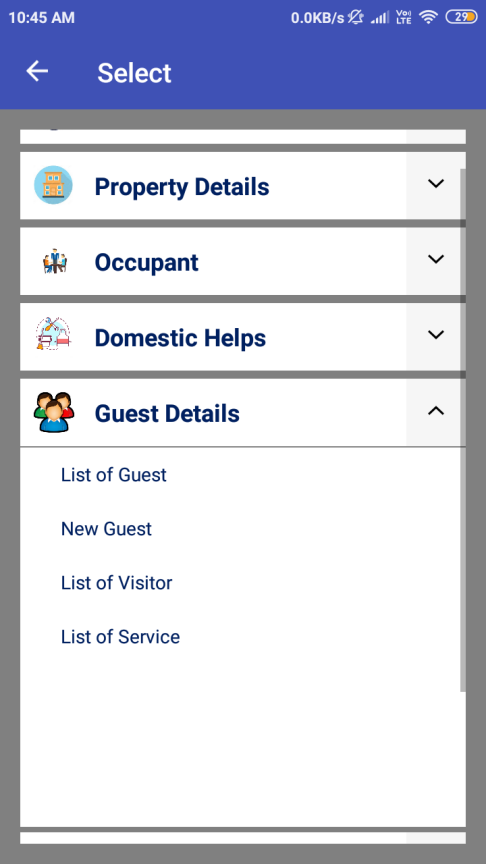 10:45 AM 0.0KB/s Vo) LTE 29
Select
Property Details
Occupant
Domestic Helps
Guest Details
List of Guest
New Guest
List of Visitor
List of Service